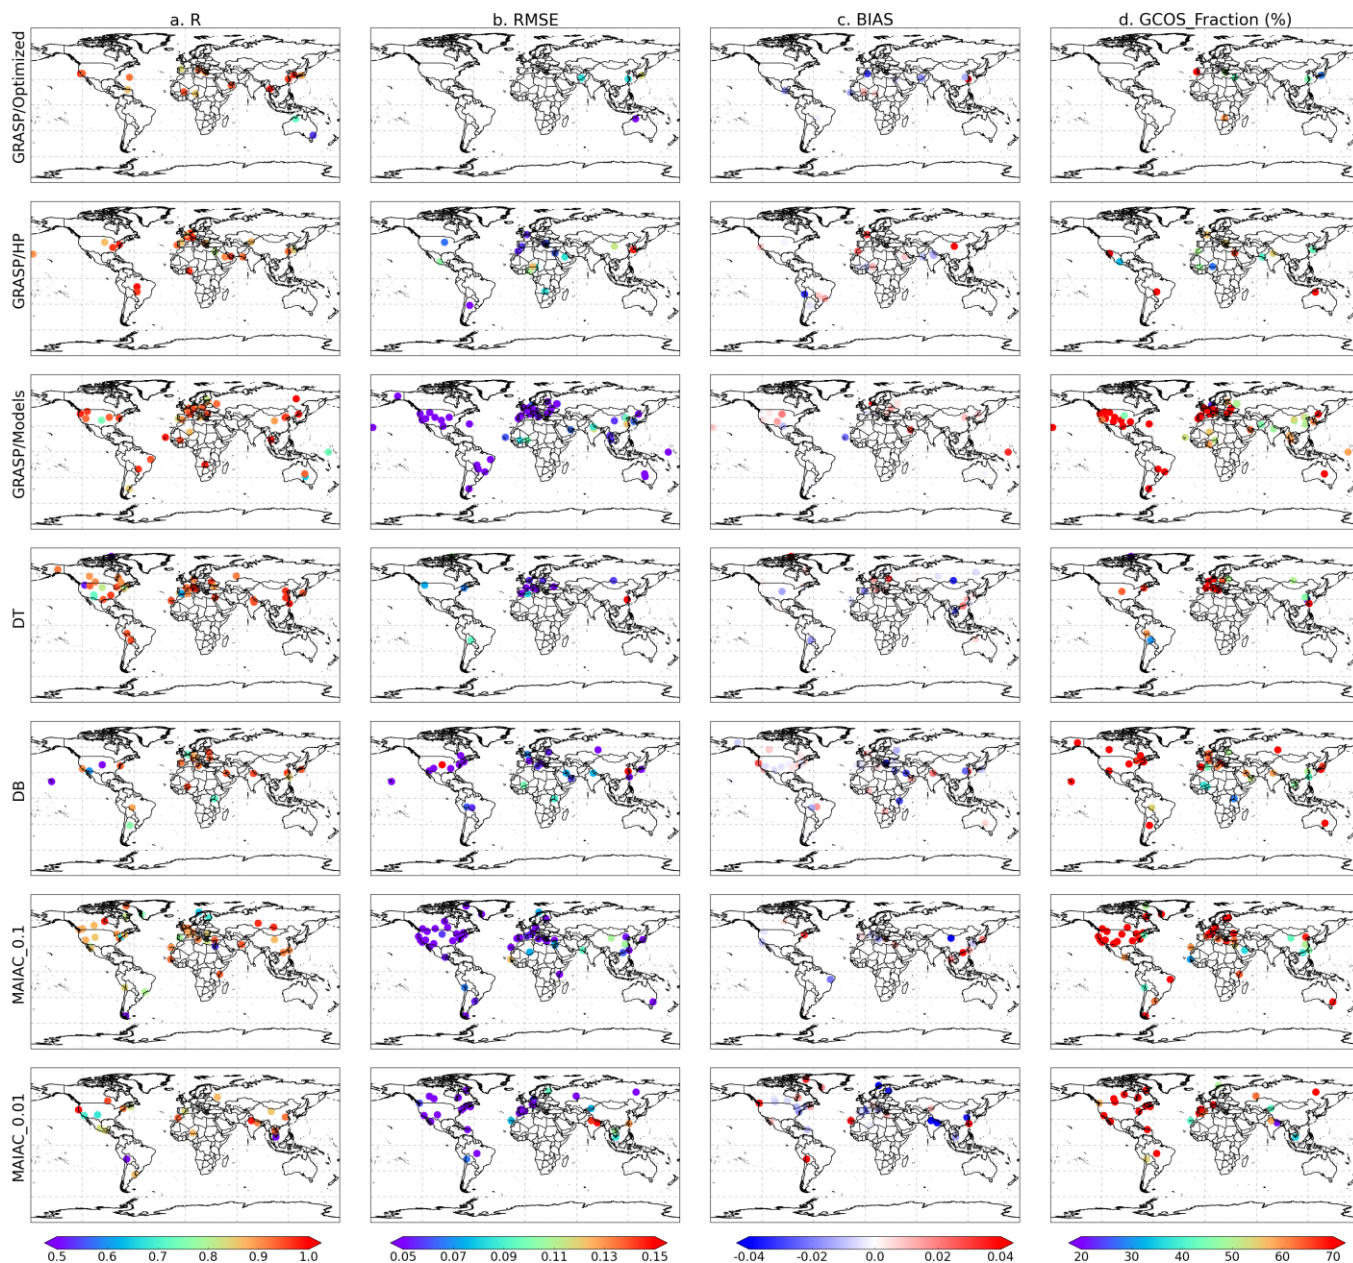 a. R b. RMSE c. BIAS d. GCOS_Fraction (%)
GRASP/Optimized
GRASP/HP
GRASP/Models
DT
DB
MAIAC_0.1
MAIAC_0.01
0.5 0.6 0.7 0.8 0.9 1.0
0.05 0.07 0.09 0.11 0.13 0.15
-0.04 -0.02 0.0 0.02 0.04
20 30 40 50 60 70